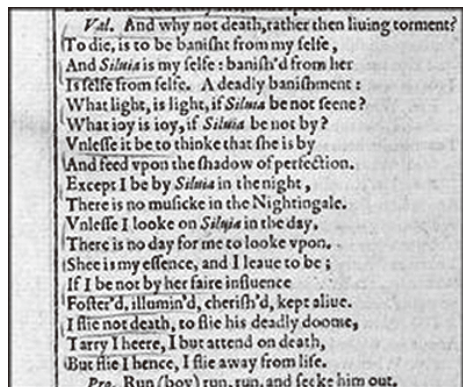 Val. And why not death, rather then liuing torment?
To die, is to be banisht from my selfe,
And Siluia is my selfe: banish'd from her
Is selfe from selfe. A deadly banishment:
What light, is light, if Siluia be not seene?
What ioy is ioy, if Siluia be not by?
Vnlesse it be to thinke that she is by
And feed vpon the shadow of perfection.
Except I be by Siluia in the night,
There is no musicke in the Nightingale.
Vnlesse I looke on Siluia in the day,
There is no day for me to looke vpon.
Shee is my essence, and I leaue to be;
If I be not by her faire influence
Foster'd, illumin'd, cherish'd, kept aliue.
I flie not death, to flie his deadly doome,
Tarry I heere, I but attend on death,
But flie I hence, I flie away from life.
Pro. Run (boy) run, run, and seeke him out.